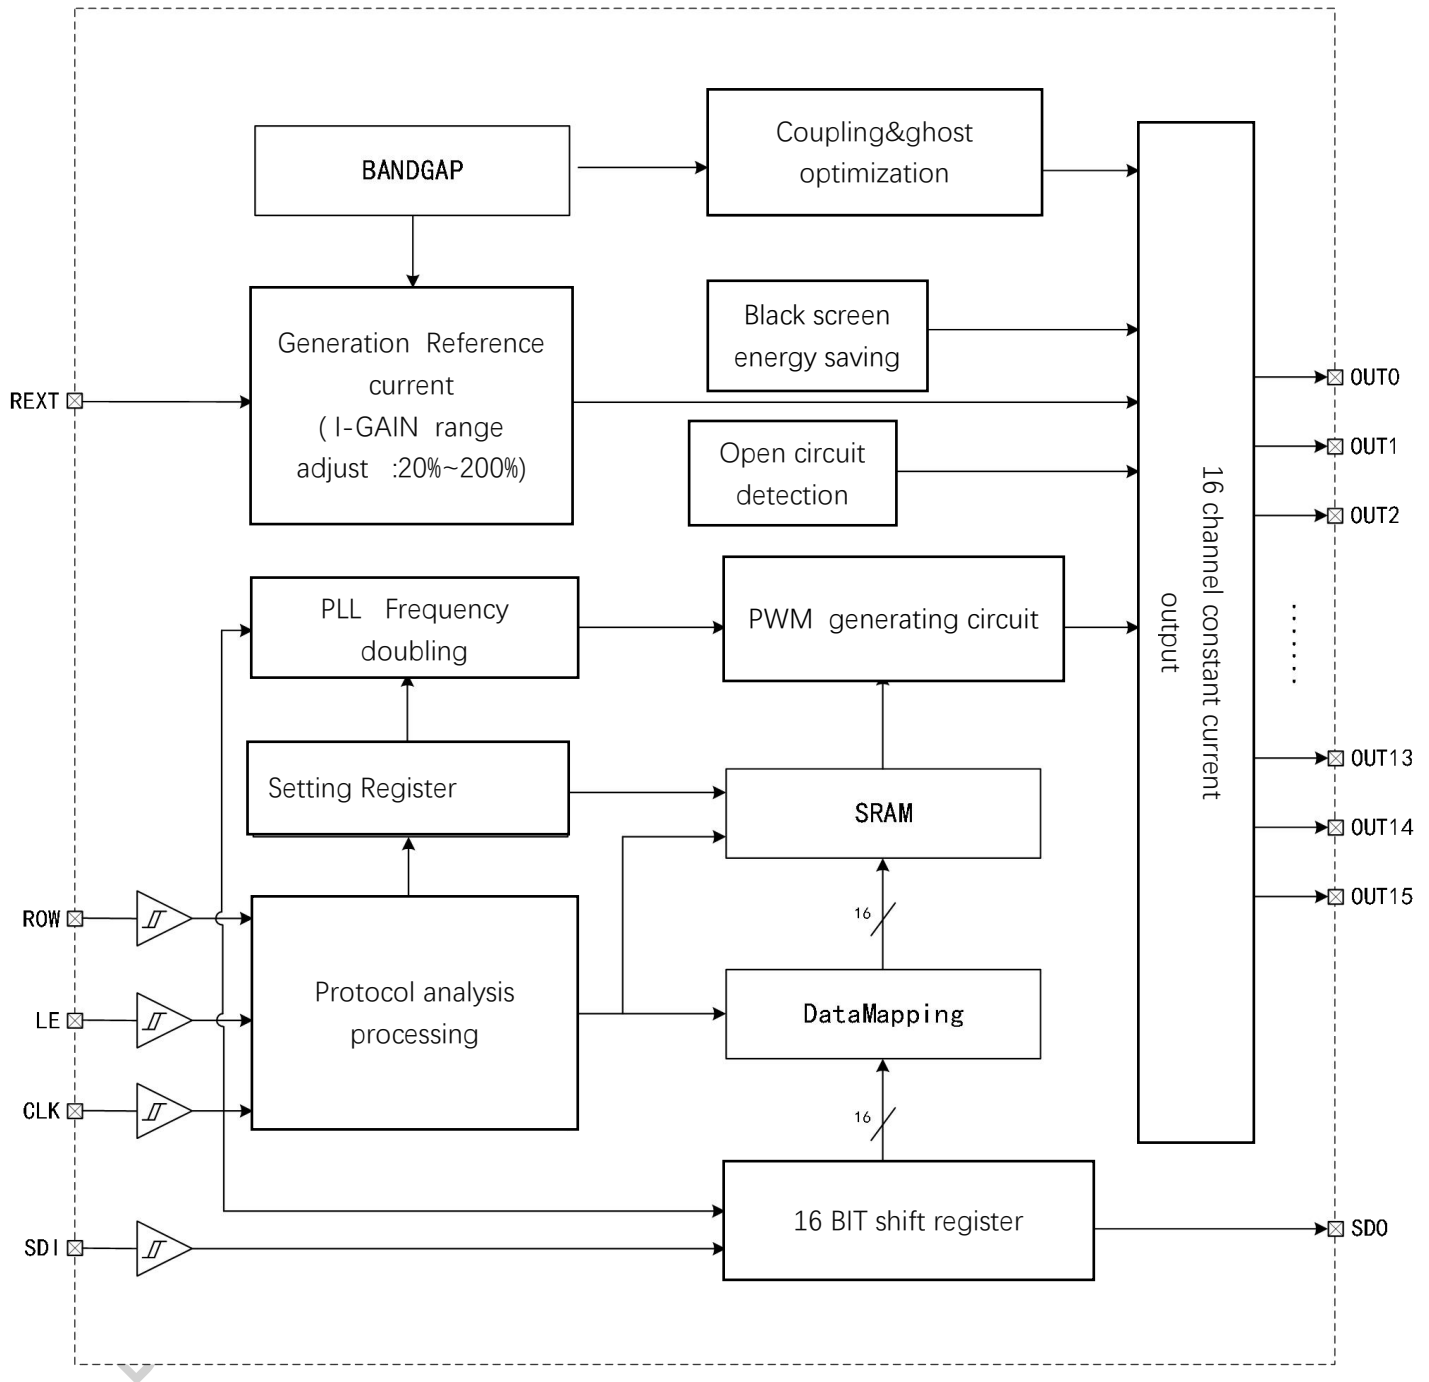 BANDGAP
Coupling&ghost
optimization
Generation Reference
current
( I-GAIN range
adjust :20%~200%)
Black screen
energy saving
Open circuit
detection
REXT
OUT0
OUT1
OUT2
16 channel constant current
output
......
PLL Frequency
doubling
PWM generating circuit
Setting Register
SRAM
OUT13
OUT14
OUT15
ROW
LE
CLK
SDI
Protocol analysis
processing
16
DataMapping
16
16 BIT shift register
SDO